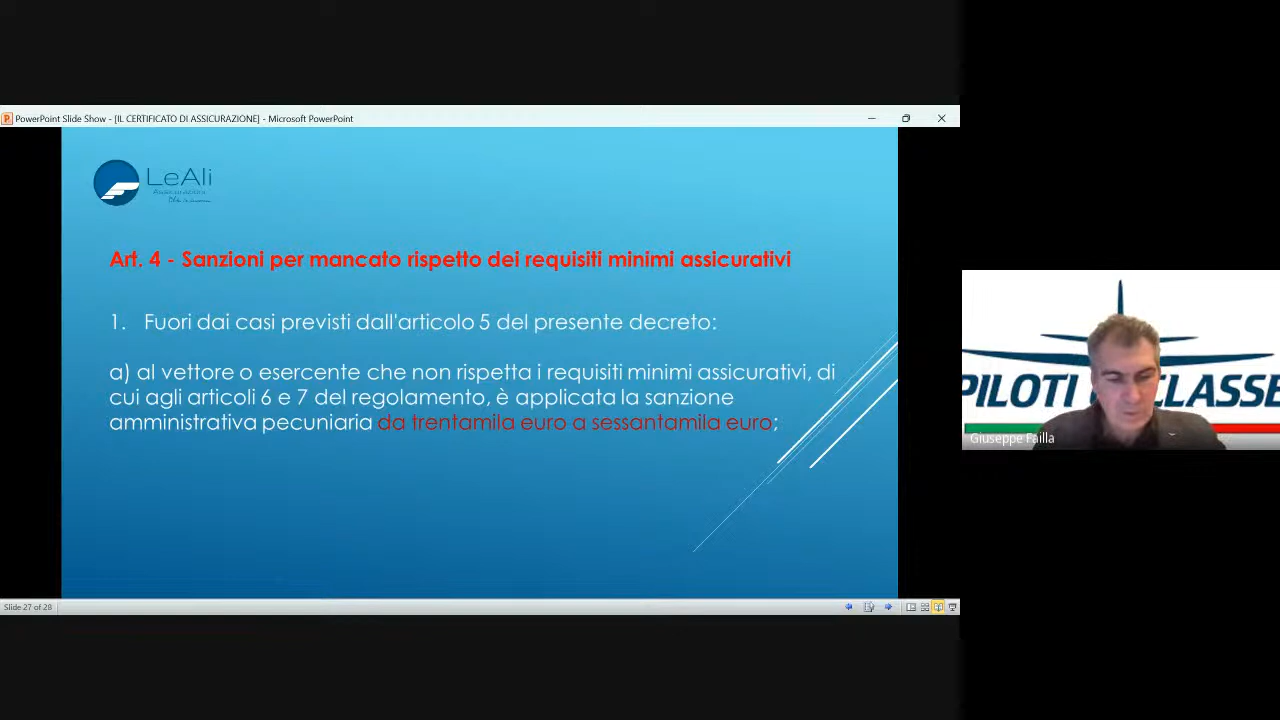 PowerPoint Slide Show - [IL CERTIFICATO DI ASSICURAZIONE] - Microsoft PowerPoint
LeAli
Assicurazioni
Art. 4 - Sanzioni per mancato rispetto dei requisiti minimi assicurativi
1. Fuori dai casi previsti dall'articolo 5 del presente decreto:
a) al vettore o esercente che non rispetta i requisiti minimi assicurativi, di
cui agli articoli 6 e 7 del regolamento, è applicata la sanzione
amministrativa pecuniaria da trentamila euro a sessantamila euro;
Slide 27 of 28
PILOTI CLASSE
Giuseppe Failla